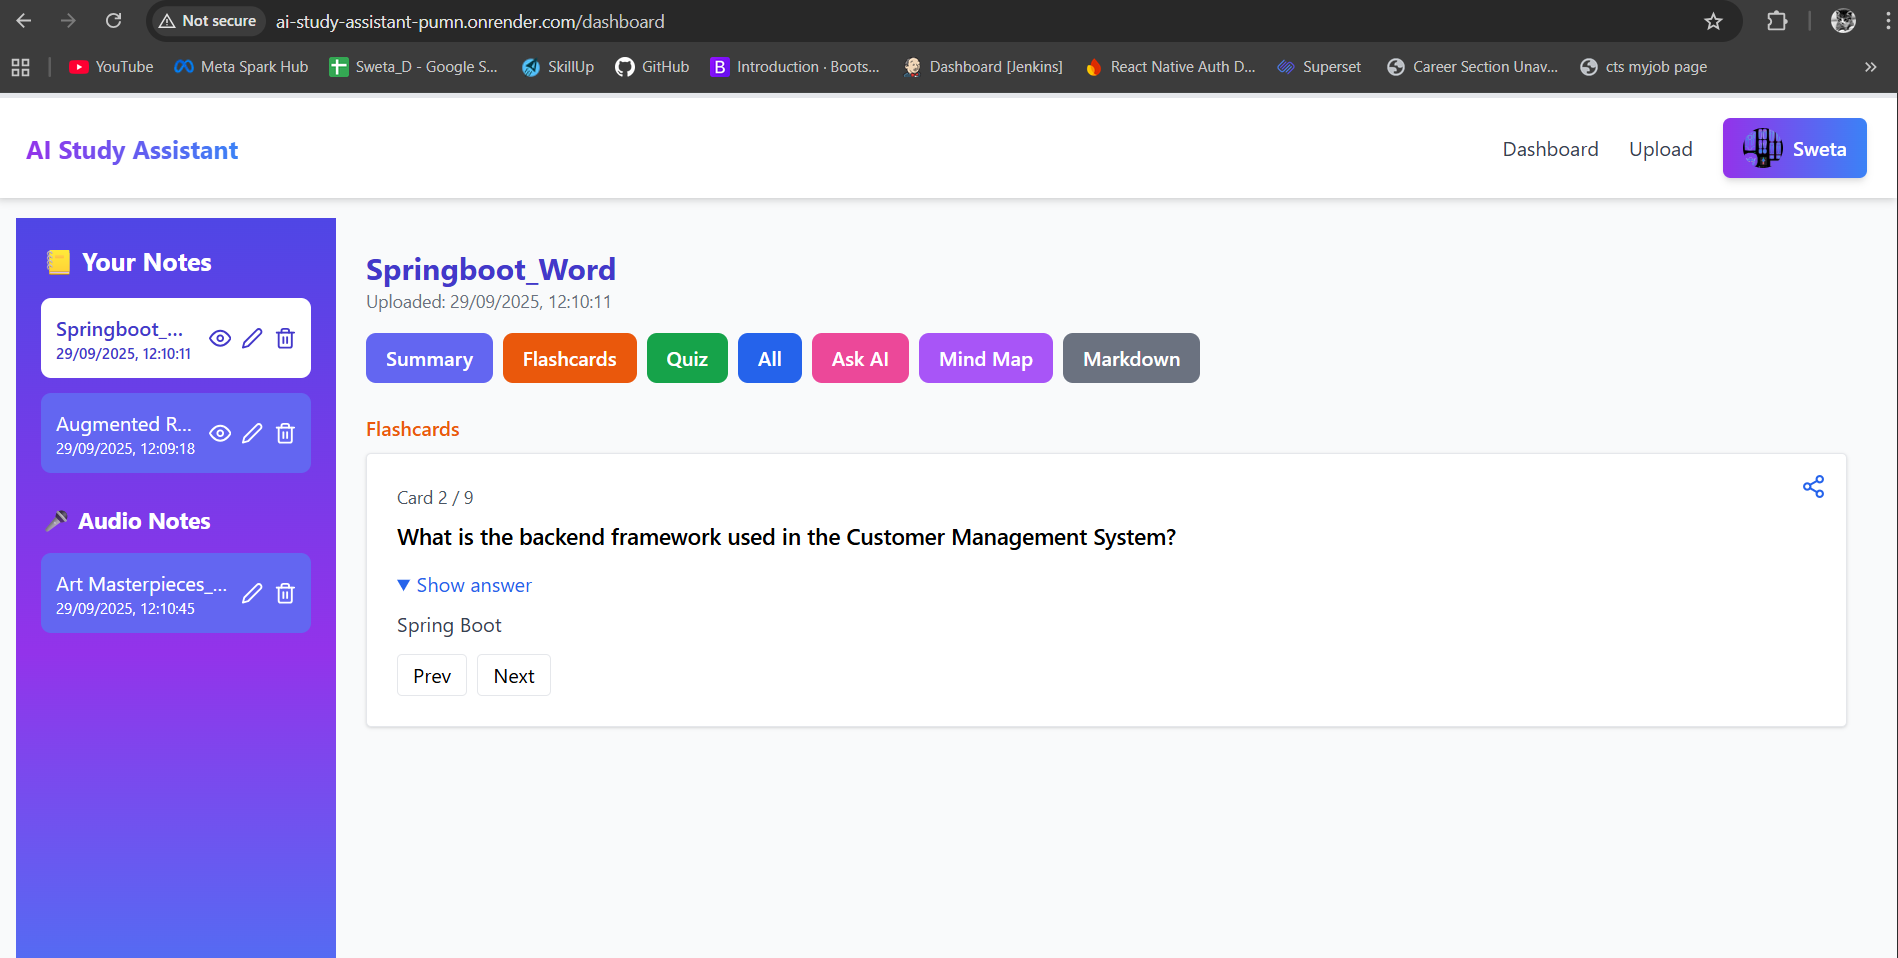 Not secure ai-study-assistant-pumn.onrender.com/dashboard
YouTube Meta Spark Hub Sweta_D - Google S... SkillUp GitHub B Introduction · Boots... Dashboard [Jenkins] React Native Auth D... Superset Career Section Unav... cts myjob page »
AI Study Assistant
Dashboard Upload Sweta
Your Notes
Springboot_...
29/09/2025, 12:10:11
Augmented R...
29/09/2025, 12:09:18
Audio Notes
Art Masterpieces_...
29/09/2025, 12:10:45
Springboot_Word
Uploaded: 29/09/2025, 12:10:11
Summary Flashcards Quiz All Ask AI Mind Map Markdown
Flashcards
Card 2 / 9
What is the backend framework used in the Customer Management System?
▼ Show answer
Spring Boot
Prev Next